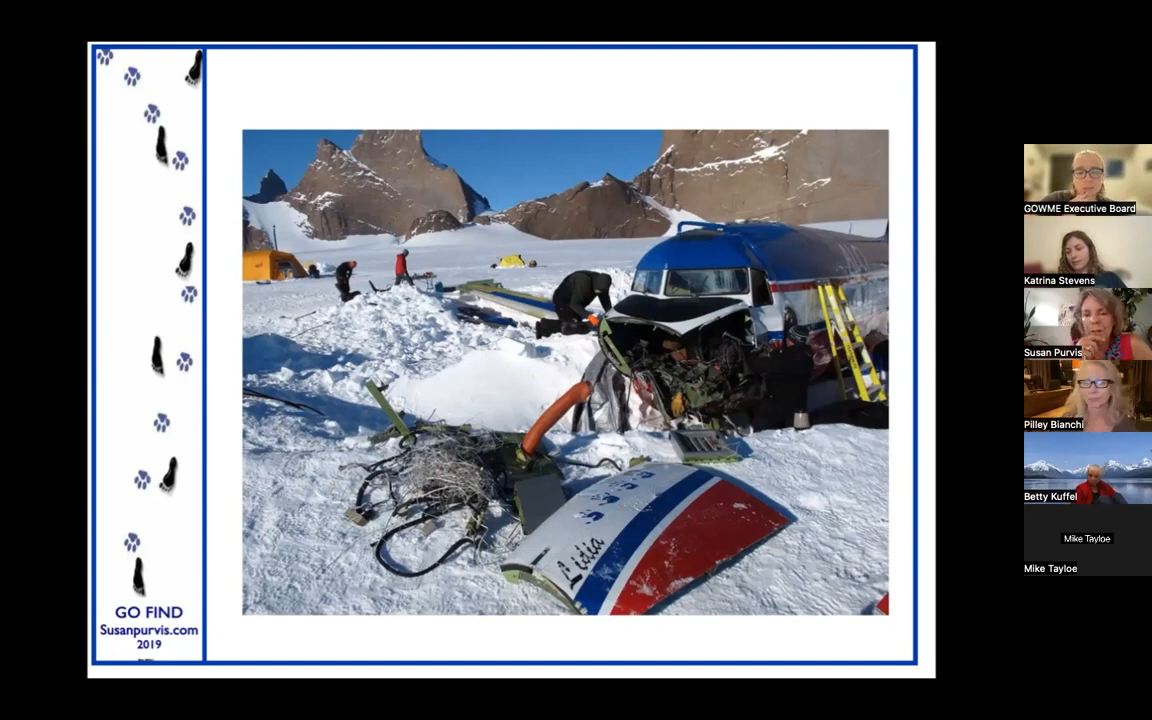 GO FIND
Susanpurvis.com
2019
Lidia
GOWME Executive Board
Katrina Stevens
Susan Purvis
Pilley Bianchi
Betty Kuffel
Mike Tayloe
Mike Tayloe